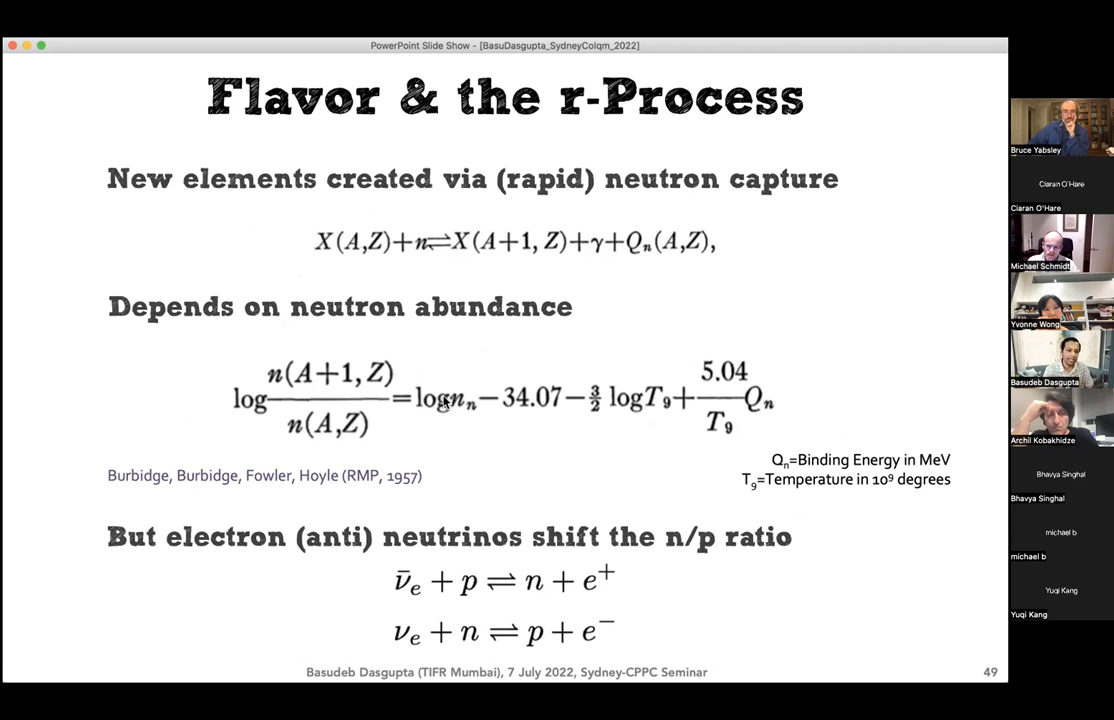 PowerPoint Slide Show - [BasuDasgupta_SydneyColqm_2022]
Flavor & the r-Process
New elements created via (rapid) neutron capture
X(A,Z)+n⇌X(A+1, Z)+γ+Qₙ(A,Z),
Depends on neutron abundance
log n(A+1, Z)/n(A,Z) = log nₙ − 34.07 − 3/2 log T₉ + 5.04/T₉ Qₙ
Qₙ=Binding Energy in MeV
Burbidge, Burbidge, Fowler, Hoyle (RMP, 1957)
T₉=Temperature in 10⁹ degrees
But electron (anti) neutrinos shift the n/p ratio
ν̄ₑ + p ⇌ n + e⁺
νₑ + n ⇌ p + e⁻
Basudeb Dasgupta (TIFR Mumbai), 7 July 2022, Sydney-CPPC Seminar
49
Bruce Yabsley
Ciaran O'Hare
Ciaran O'Hare
Michael Schmidt
Yvonne Wong
Basudeb Dasgupta
Archil Kobakhidze
Bhavya Singhal
Bhavya Singhal
michael b
michael b
Yuqi Kang
Yuqi Kang